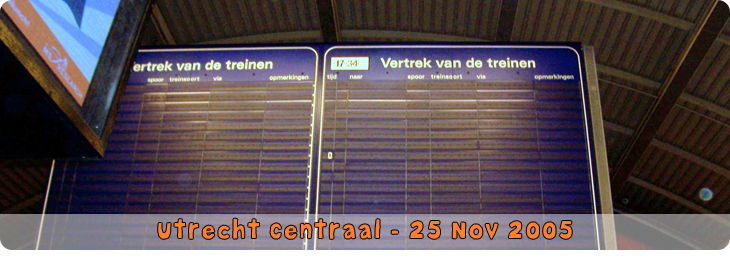 Vertrek van de treinen
spoor treinsoort via opmerkingen
17:34 Vertrek van de treinen
tijd naar spoor treinsoort via opmerkingen
0
Utrecht Centraal - 25 Nov 2005